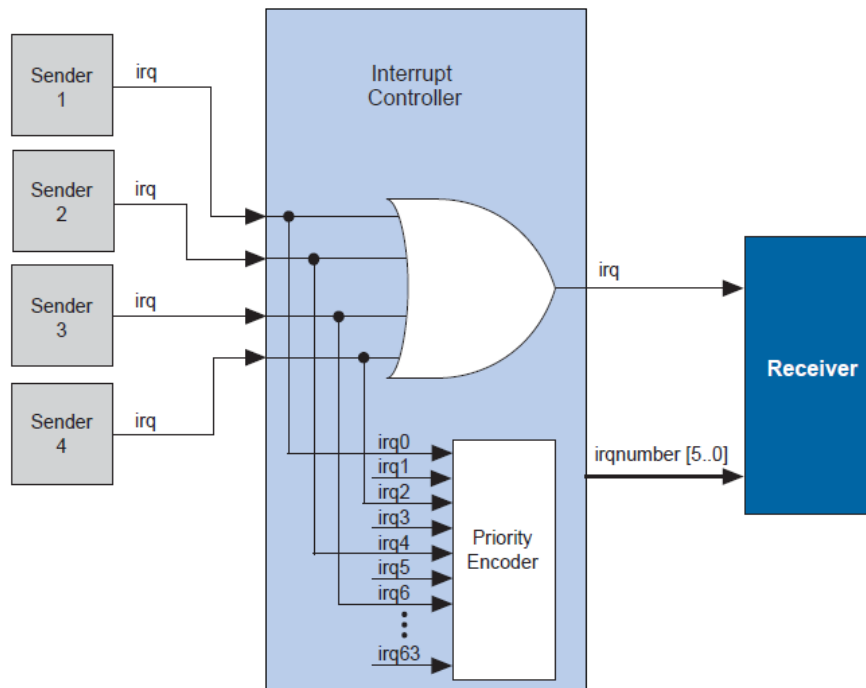 Sender
1
irq
Sender
2
irq
Sender
3
irq
Sender
4
irq
Interrupt
Controller
irq0
irq1
irq2
irq3
irq4
irq5
irq6
irq63
Priority
Encoder
irq
irqnumber [5..0]
Receiver